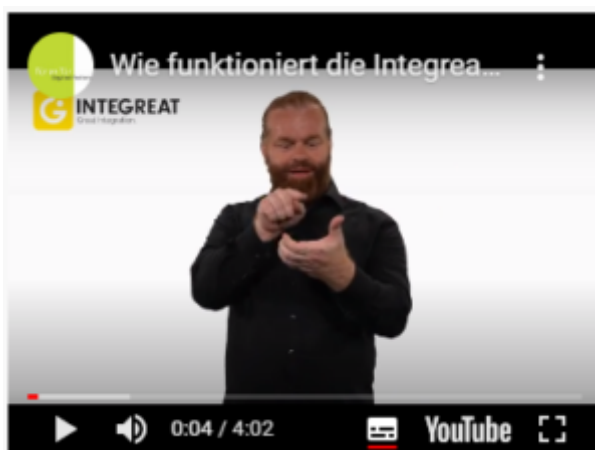 Wie funktioniert die Integrea...
INTEGREAT
Great Integration
0:04 / 4:02
YouTube